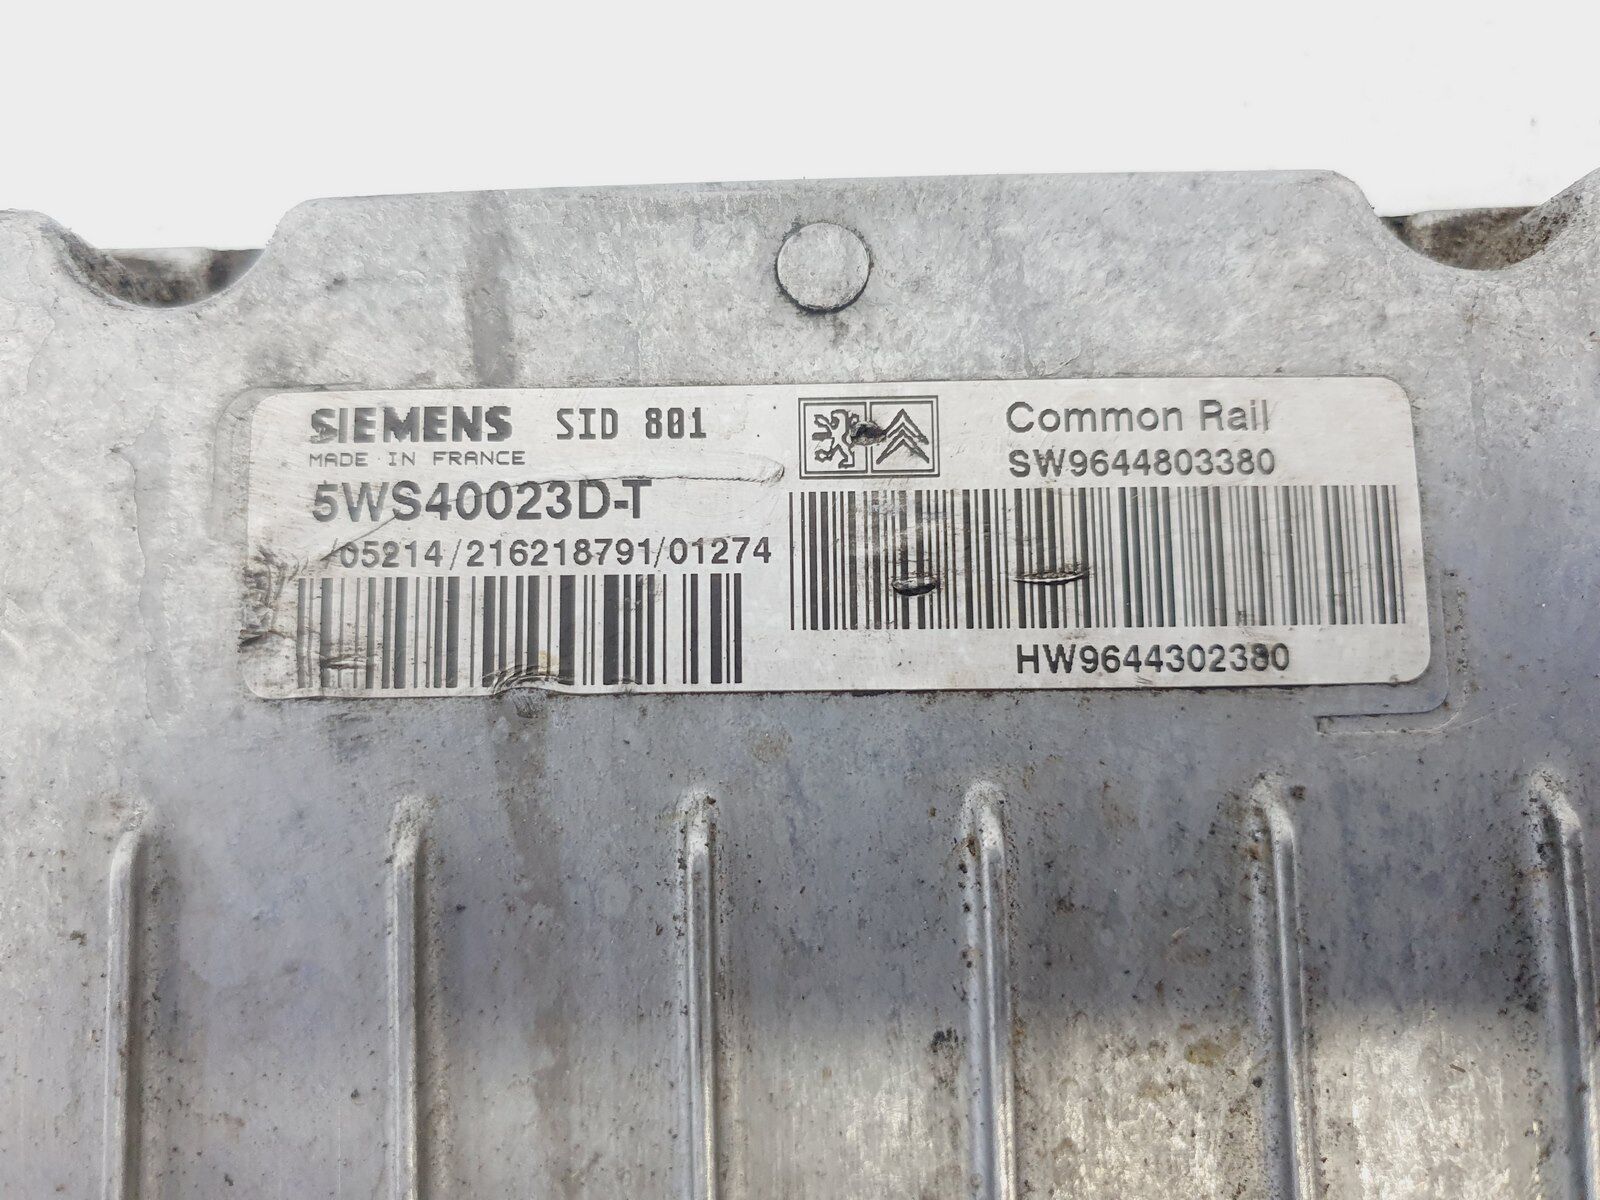 SIEMENS SID 801
MADE IN FRANCE
5WS40023D-T
/05214/216218791/01274
Common Rail
SW9644803380
HW9644302380